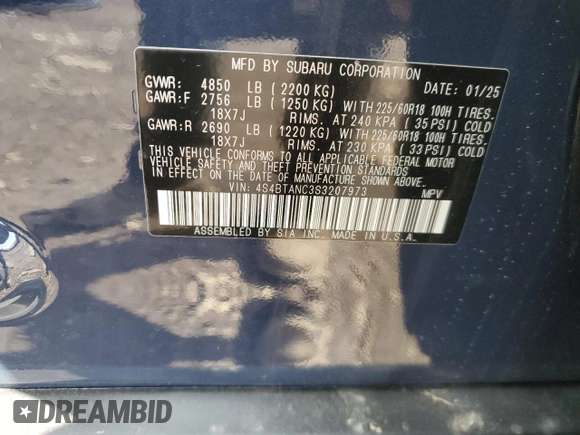 MFD BY SUBARU CORPORATION
GVWR: 4850 LB ( 2200 KG) DATE: 01/25
GAWR:F 2756 LB ( 1250 KG) WITH 225/60R18 100H TIRES.
18X7J RIMS. AT 240 KPA ( 35 PSI) COLD
GAWR:R 2690 LB ( 1220 KG) WITH 225/60R18 100H TIRES.
18X7J RIMS. AT 230 KPA ( 33 PSI) COLD
THIS VEHICLE CONFORMS TO ALL APPLICABLE FEDERAL MOTOR
VEHICLE SAFETY AND THEFT PREVENTION STANDARDS
IN EFFECT ON THE DATE OF MANUFACTURE SHOWN ABOVE.
VIN: 4S4BTANC3S3207973 MPV
ASSEMBLED BY SIA INC. MADE IN U.S.A.
DREAMBID